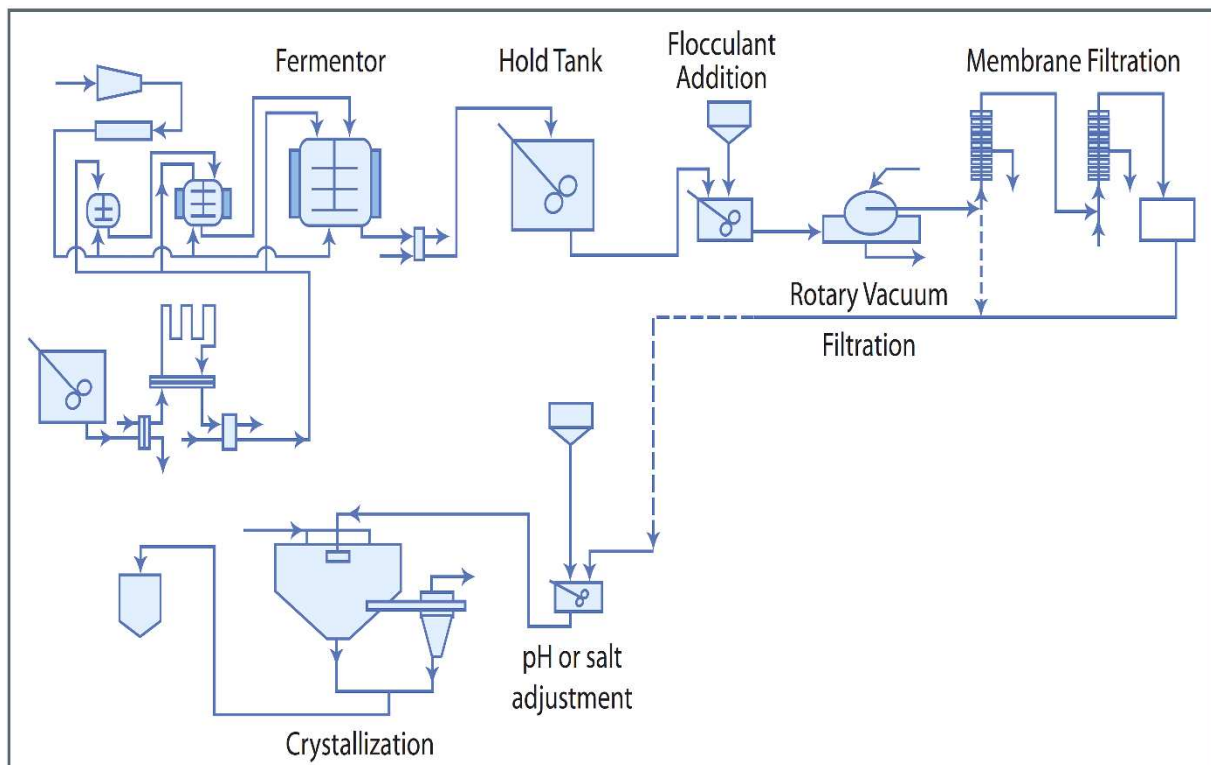 Fermentor
Hold Tank
Flocculant
Addition
Membrane Filtration
Rotary Vacuum
Filtration
pH or salt
adjustment
Crystallization